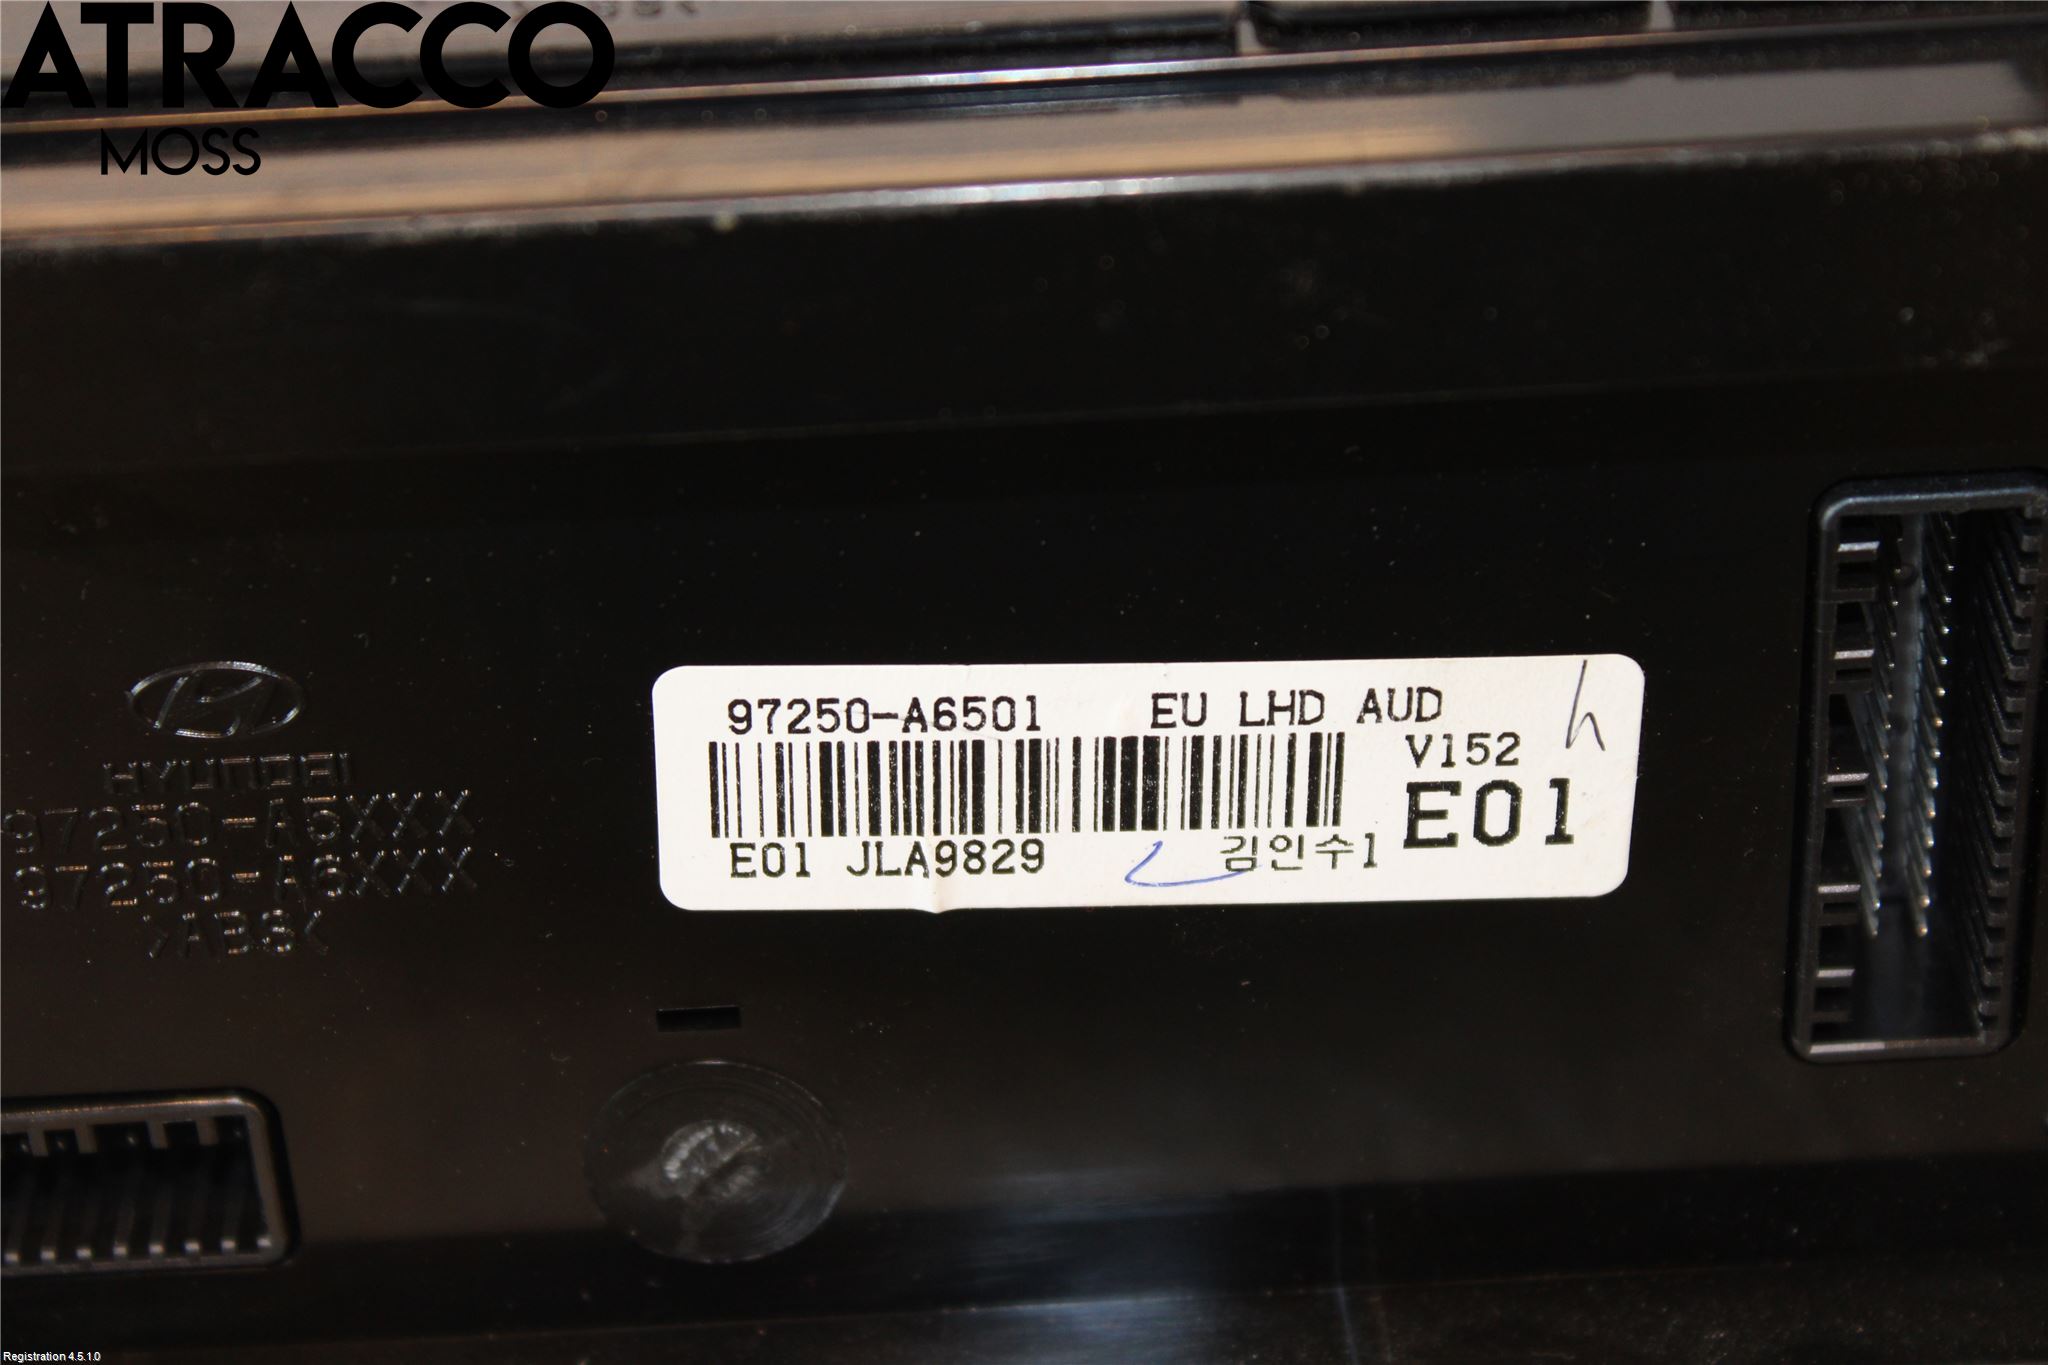 ATRACCO
MOSS
97250-A6501 EU LHD AUD
V152
E01
E01 JLA9829 김인수1
HYUNDAI
97250-A5XXX
97250-A6XXX
>ABS<
Registration 4.5.1.0